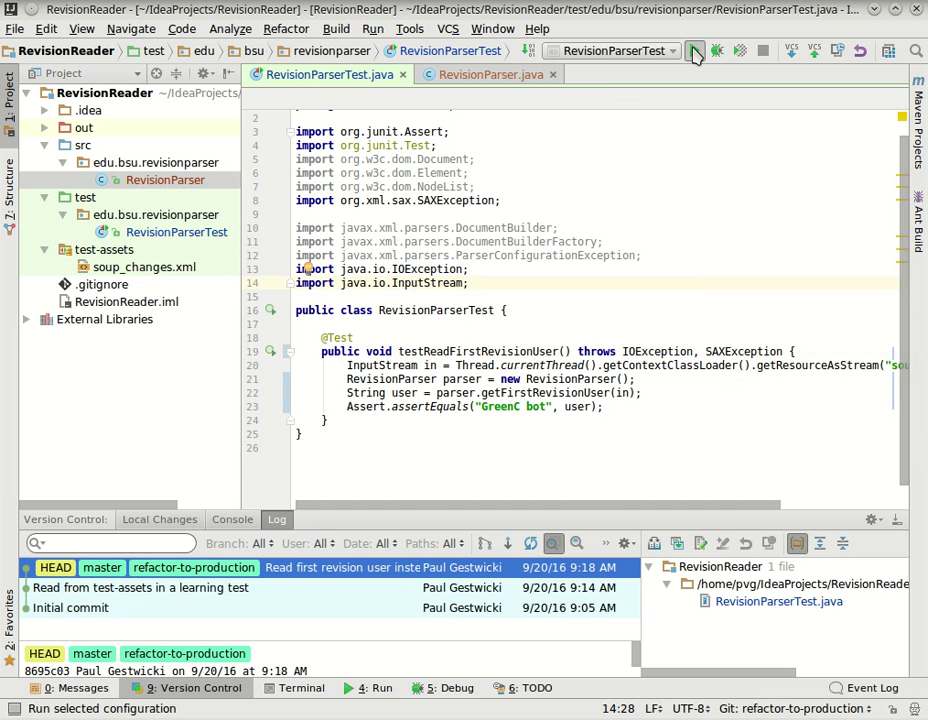 RevisionReader - [~/IdeaProjects/RevisionReader] - [RevisionReader] - ~/IdeaProjects/RevisionReader/test/edu/bsu/revisionparser/RevisionParserTest.java - I...
File Edit View Navigate Code Analyze Refactor Build Run Tools VCS Window Help
RevisionReader test edu bsu revisionparser RevisionParserTest RevisionParserTest VCS VCS
Project RevisionParserTest.java RevisionParser.java
1: Project
7: Structure
2: Favorites
RevisionReader ~/IdeaProjects/
.idea
out
src
edu.bsu.revisionparser
RevisionParser
test
edu.bsu.revisionparser
RevisionParserTest
test-assets
soup_changes.xml
.gitignore
RevisionReader.iml
External Libraries
2
3 import org.junit.Assert;
4 import org.junit.Test;
5 import org.w3c.dom.Document;
6 import org.w3c.dom.Element;
7 import org.w3c.dom.NodeList;
8 import org.xml.sax.SAXException;
9
10 import javax.xml.parsers.DocumentBuilder;
11 import javax.xml.parsers.DocumentBuilderFactory;
12 import javax.xml.parsers.ParserConfigurationException;
13 import java.io.IOException;
14 import java.io.InputStream;
15
16 public class RevisionParserTest {
17
18 @Test
19 public void testReadFirstRevisionUser() throws IOException, SAXException {
20 InputStream in = Thread.currentThread().getContextClassLoader().getResourceAsStream("sou
21 RevisionParser parser = new RevisionParser();
22 String user = parser.getFirstRevisionUser(in);
23 Assert.assertEquals("GreenC bot", user);
24 }
25 }
26
Maven Projects
Ant Build
Version Control: Local Changes Console Log
Branch: All User: All Date: All Paths: All
HEAD master refactor-to-production Read first revision user inste Paul Gestwicki 9/20/16 9:18 AM
Read from test-assets in a learning test Paul Gestwicki 9/20/16 9:14 AM
Initial commit Paul Gestwicki 9/20/16 9:05 AM
HEAD master refactor-to-production
8695c03 Paul Gestwicki on 9/20/16 at 9:18 AM
RevisionReader 1 file
/home/pvg/IdeaProjects/RevisionReade
RevisionParserTest.java
0: Messages 9: Version Control Terminal 4: Run 5: Debug 6: TODO Event Log
Run selected configuration 14:28 LF UTF-8 Git: refactor-to-production